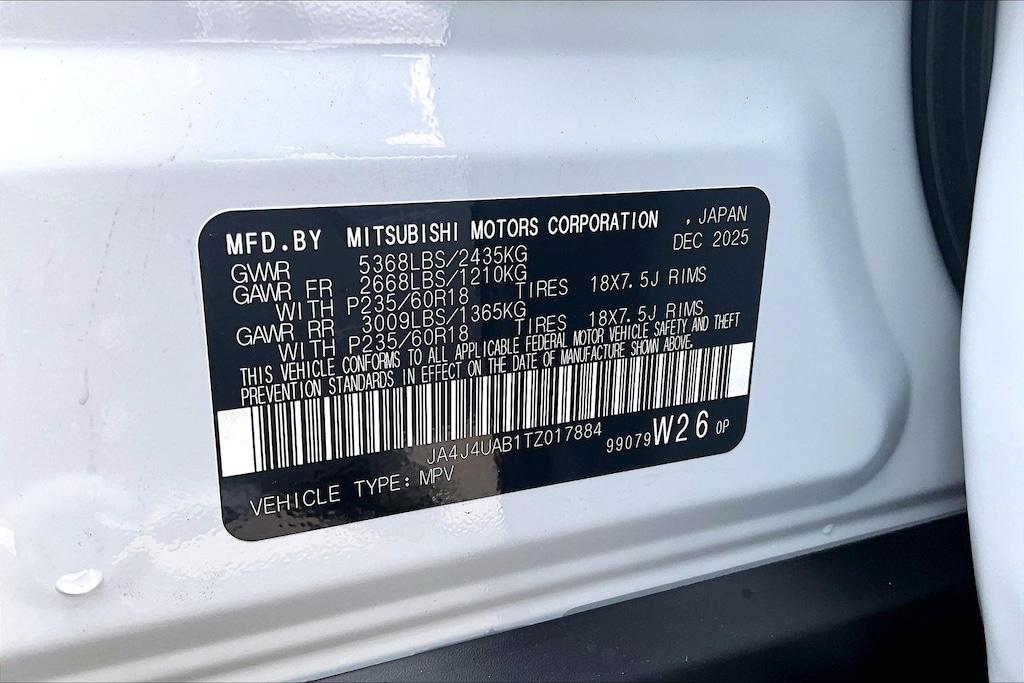 MFD.BY MITSUBISHI MOTORS CORPORATION , JAPAN
GWWR 5368LBS/2435KG DEC 2025
GAWR FR 2668LBS/1210KG
WITH P235/60R18 TIRES 18X7.5J RIMS
GAWR RR 3009LBS/1365KG
WITH P235/60R18 TIRES 18X7.5J RIMS
THIS VEHICLE CONFORMS TO ALL APPLICABLE FEDERAL MOTOR VEHICLE SAFETY AND THEFT
PREVENTION STANDARDS IN EFFECT ON THE DATE OF MANUFACTURE SHOWN ABOVE.
JA4J4UAB1TZ017884
99079 W26 0P
VEHICLE TYPE: MPV